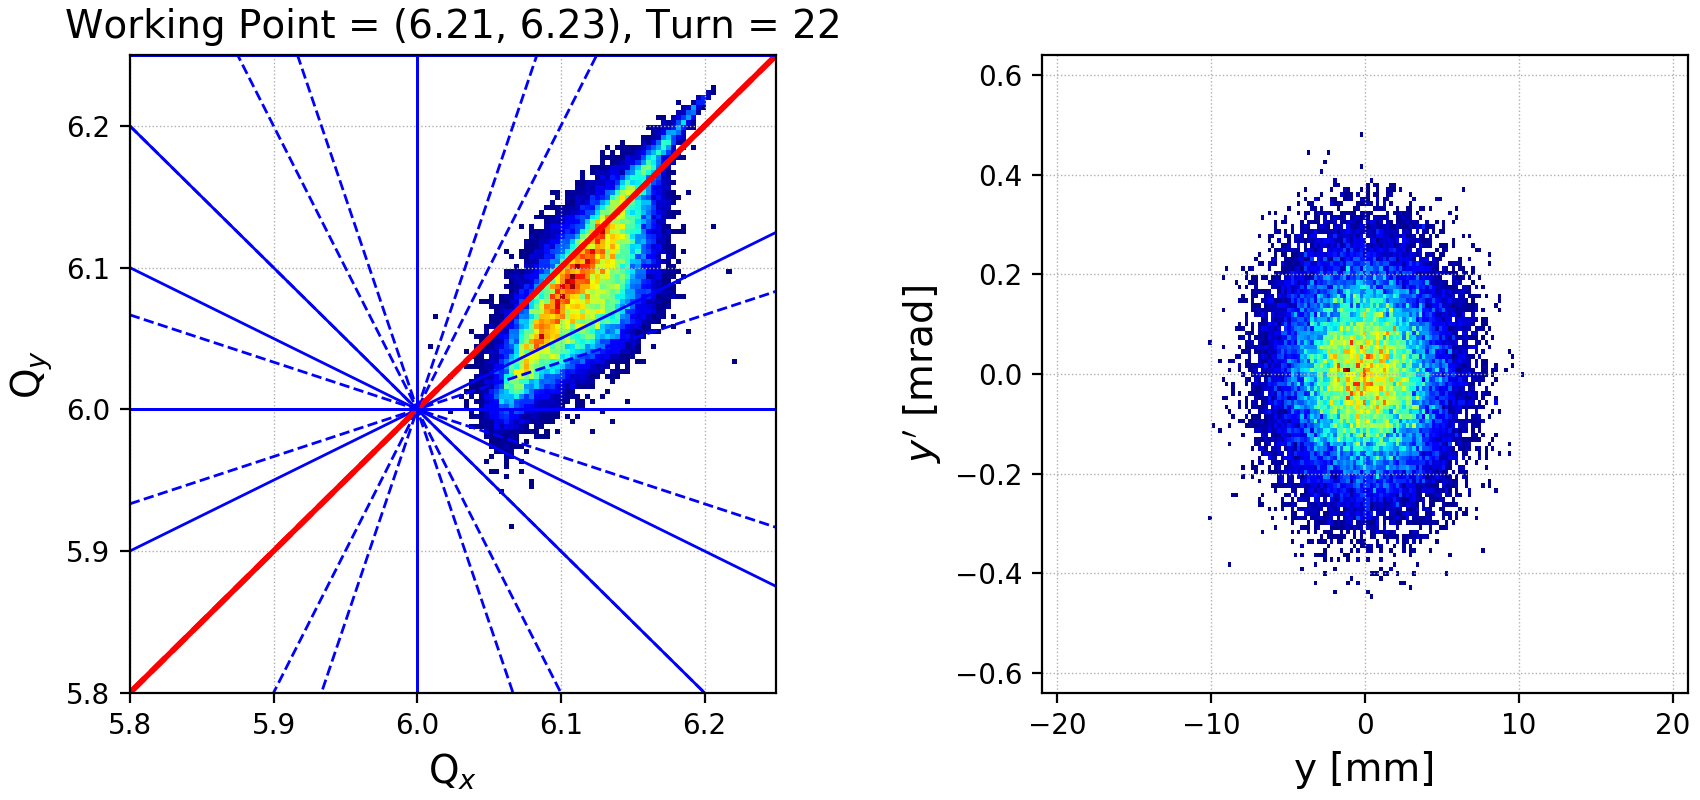 Working Point = (6.21, 6.23), Turn = 22
6.2
6.1
6.0
5.9
5.8
Q_y
5.8 5.9 6.0 6.1 6.2
Q_x
0.6
0.4
0.2
0.0
−0.2
−0.4
−0.6
y′ [mrad]
−20 −10 0 10 20
y [mm]